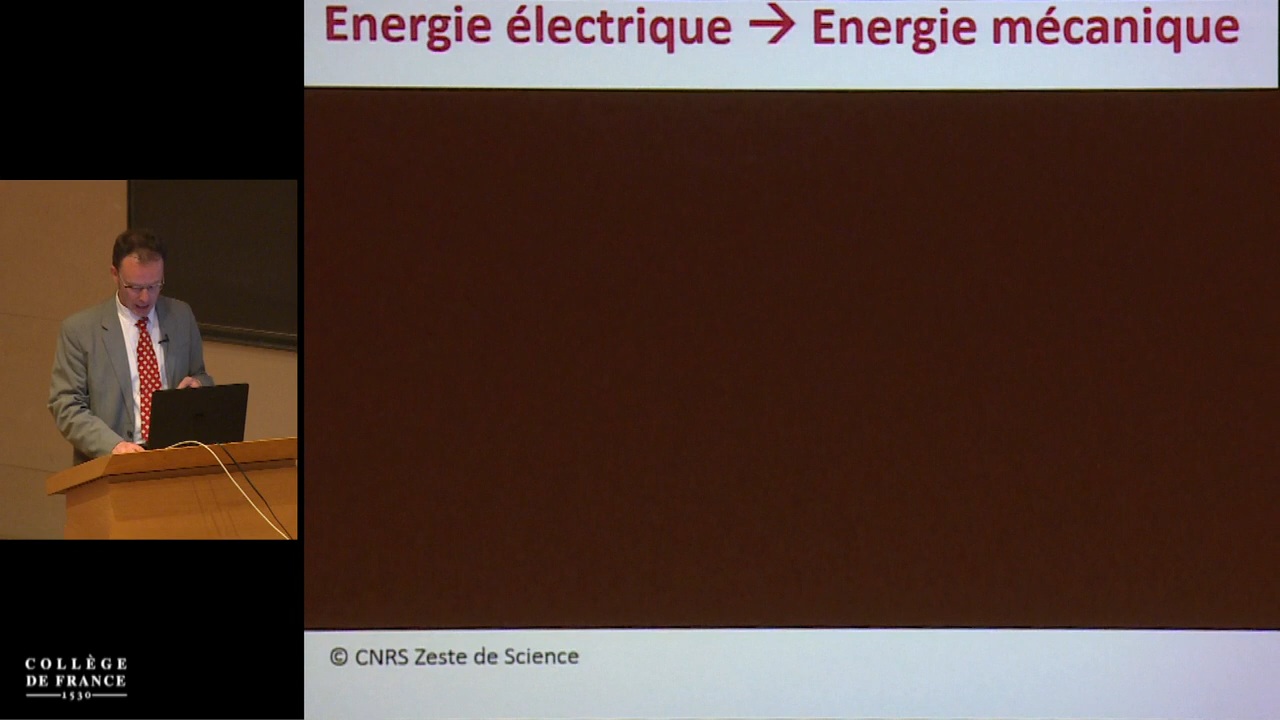 Energie électrique → Energie mécanique
© CNRS Zeste de Science
COLLÈGE
DE FRANCE
1530